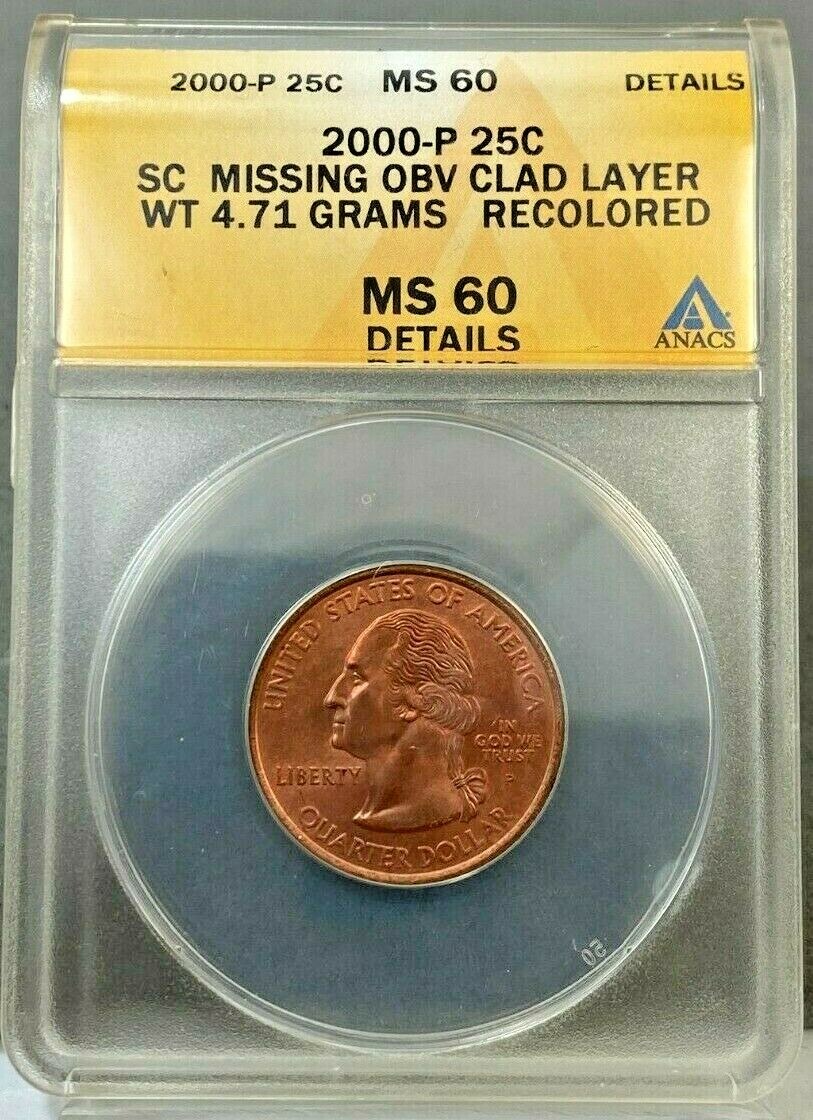 2000-P 25C MS 60 DETAILS
2000-P 25C
SC MISSING OBV CLAD LAYER
WT 4.71 GRAMS RECOLORED
MS 60
DETAILS
ANACS
UNITED STATES OF AMERICA
IN
GOD WE
TRUST
LIBERTY
P
QUARTER DOLLAR
50